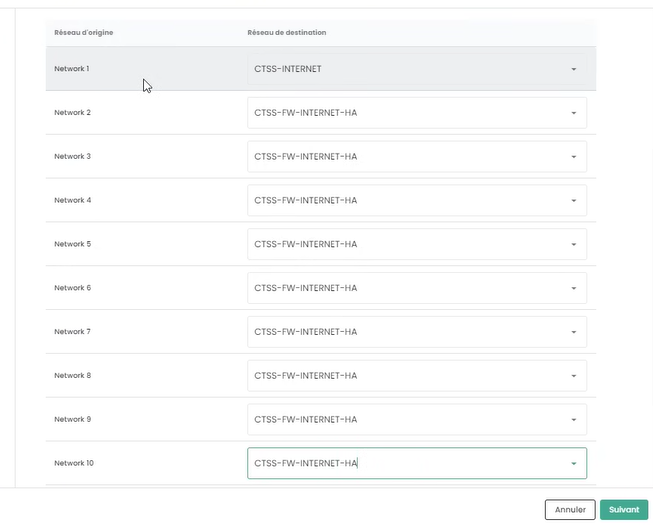 Réseau d'origine Réseau de destination
Network 1 CTSS-INTERNET
Network 2 CTSS-FW-INTERNET-HA
Network 3 CTSS-FW-INTERNET-HA
Network 4 CTSS-FW-INTERNET-HA
Network 5 CTSS-FW-INTERNET-HA
Network 6 CTSS-FW-INTERNET-HA
Network 7 CTSS-FW-INTERNET-HA
Network 8 CTSS-FW-INTERNET-HA
Network 9 CTSS-FW-INTERNET-HA
Network 10 CTSS-FW-INTERNET-HA
Annuler Suivant